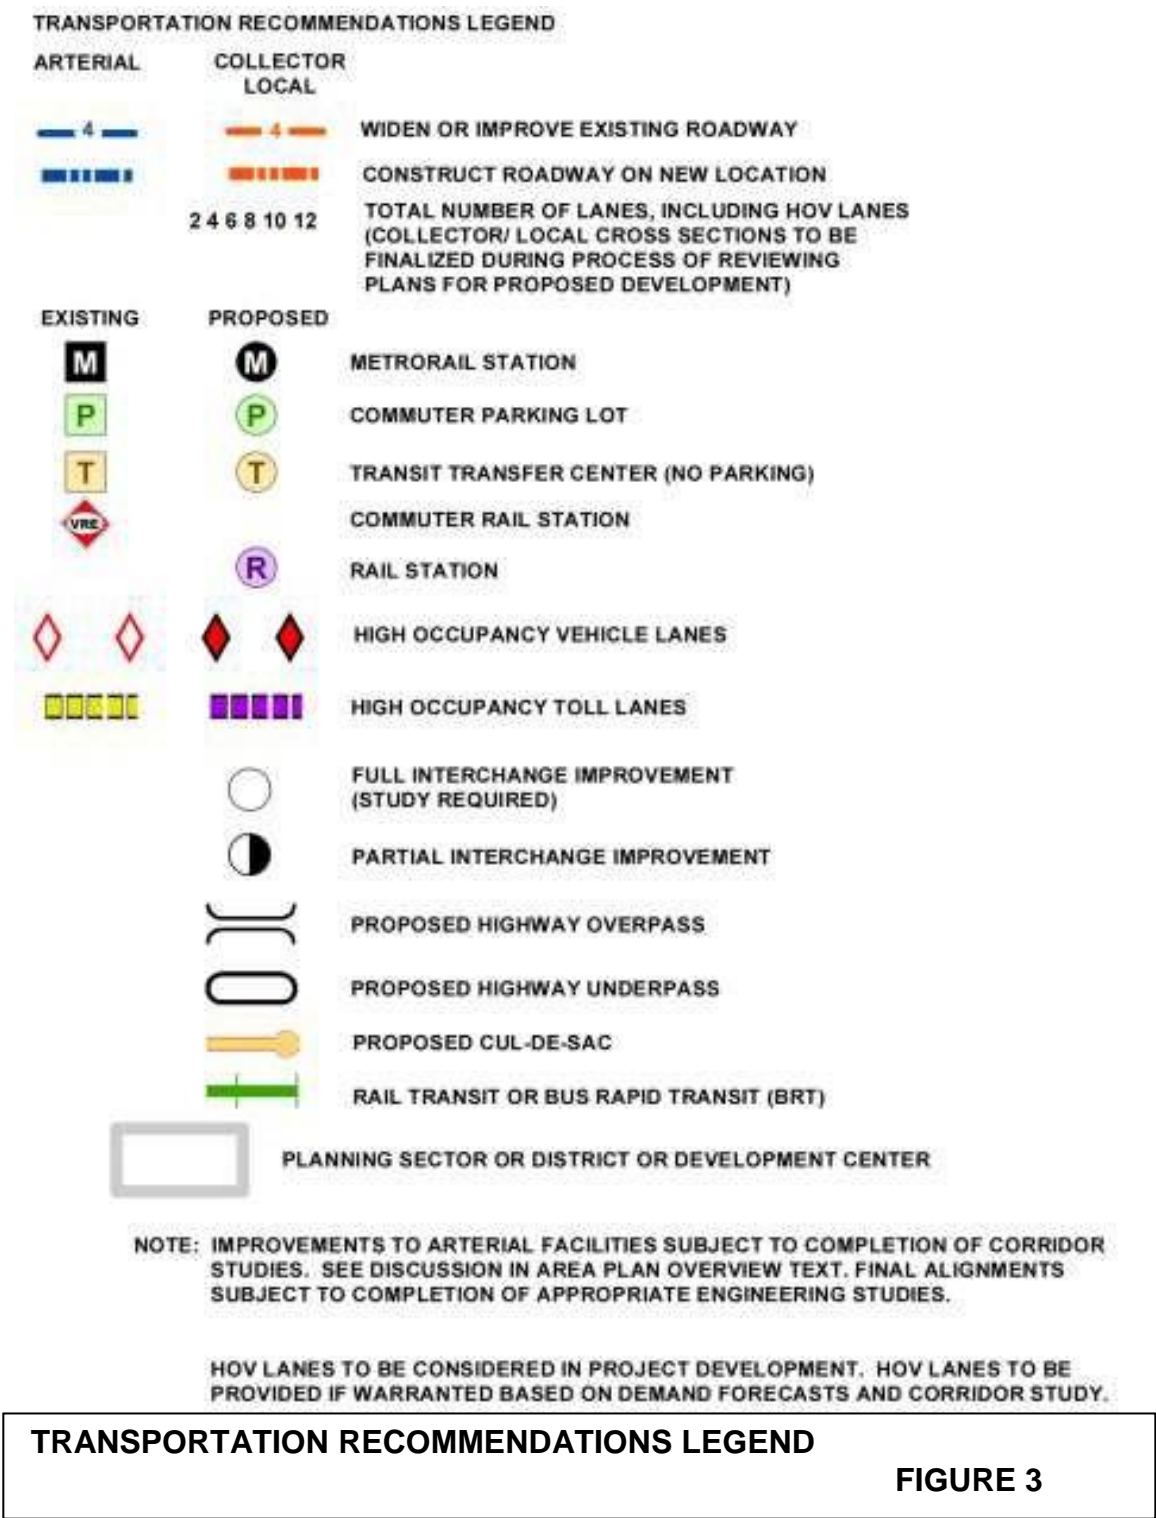 TRANSPORTATION RECOMMENDATIONS LEGEND
ARTERIAL COLLECTOR
LOCAL
4 4 WIDEN OR IMPROVE EXISTING ROADWAY
CONSTRUCT ROADWAY ON NEW LOCATION
2 4 6 8 10 12 TOTAL NUMBER OF LANES, INCLUDING HOV LANES
(COLLECTOR/ LOCAL CROSS SECTIONS TO BE
FINALIZED DURING PROCESS OF REVIEWING
PLANS FOR PROPOSED DEVELOPMENT)
EXISTING PROPOSED
M M METRORAIL STATION
P P COMMUTER PARKING LOT
T T TRANSIT TRANSFER CENTER (NO PARKING)
VRE COMMUTER RAIL STATION
R RAIL STATION
HIGH OCCUPANCY VEHICLE LANES
HIGH OCCUPANCY TOLL LANES
FULL INTERCHANGE IMPROVEMENT
(STUDY REQUIRED)
PARTIAL INTERCHANGE IMPROVEMENT
PROPOSED HIGHWAY OVERPASS
PROPOSED HIGHWAY UNDERPASS
PROPOSED CUL-DE-SAC
RAIL TRANSIT OR BUS RAPID TRANSIT (BRT)
PLANNING SECTOR OR DISTRICT OR DEVELOPMENT CENTER
NOTE: IMPROVEMENTS TO ARTERIAL FACILITIES SUBJECT TO COMPLETION OF CORRIDOR
STUDIES. SEE DISCUSSION IN AREA PLAN OVERVIEW TEXT. FINAL ALIGNMENTS
SUBJECT TO COMPLETION OF APPROPRIATE ENGINEERING STUDIES.
HOV LANES TO BE CONSIDERED IN PROJECT DEVELOPMENT. HOV LANES TO BE
PROVIDED IF WARRANTED BASED ON DEMAND FORECASTS AND CORRIDOR STUDY.
TRANSPORTATION RECOMMENDATIONS LEGEND
FIGURE 3